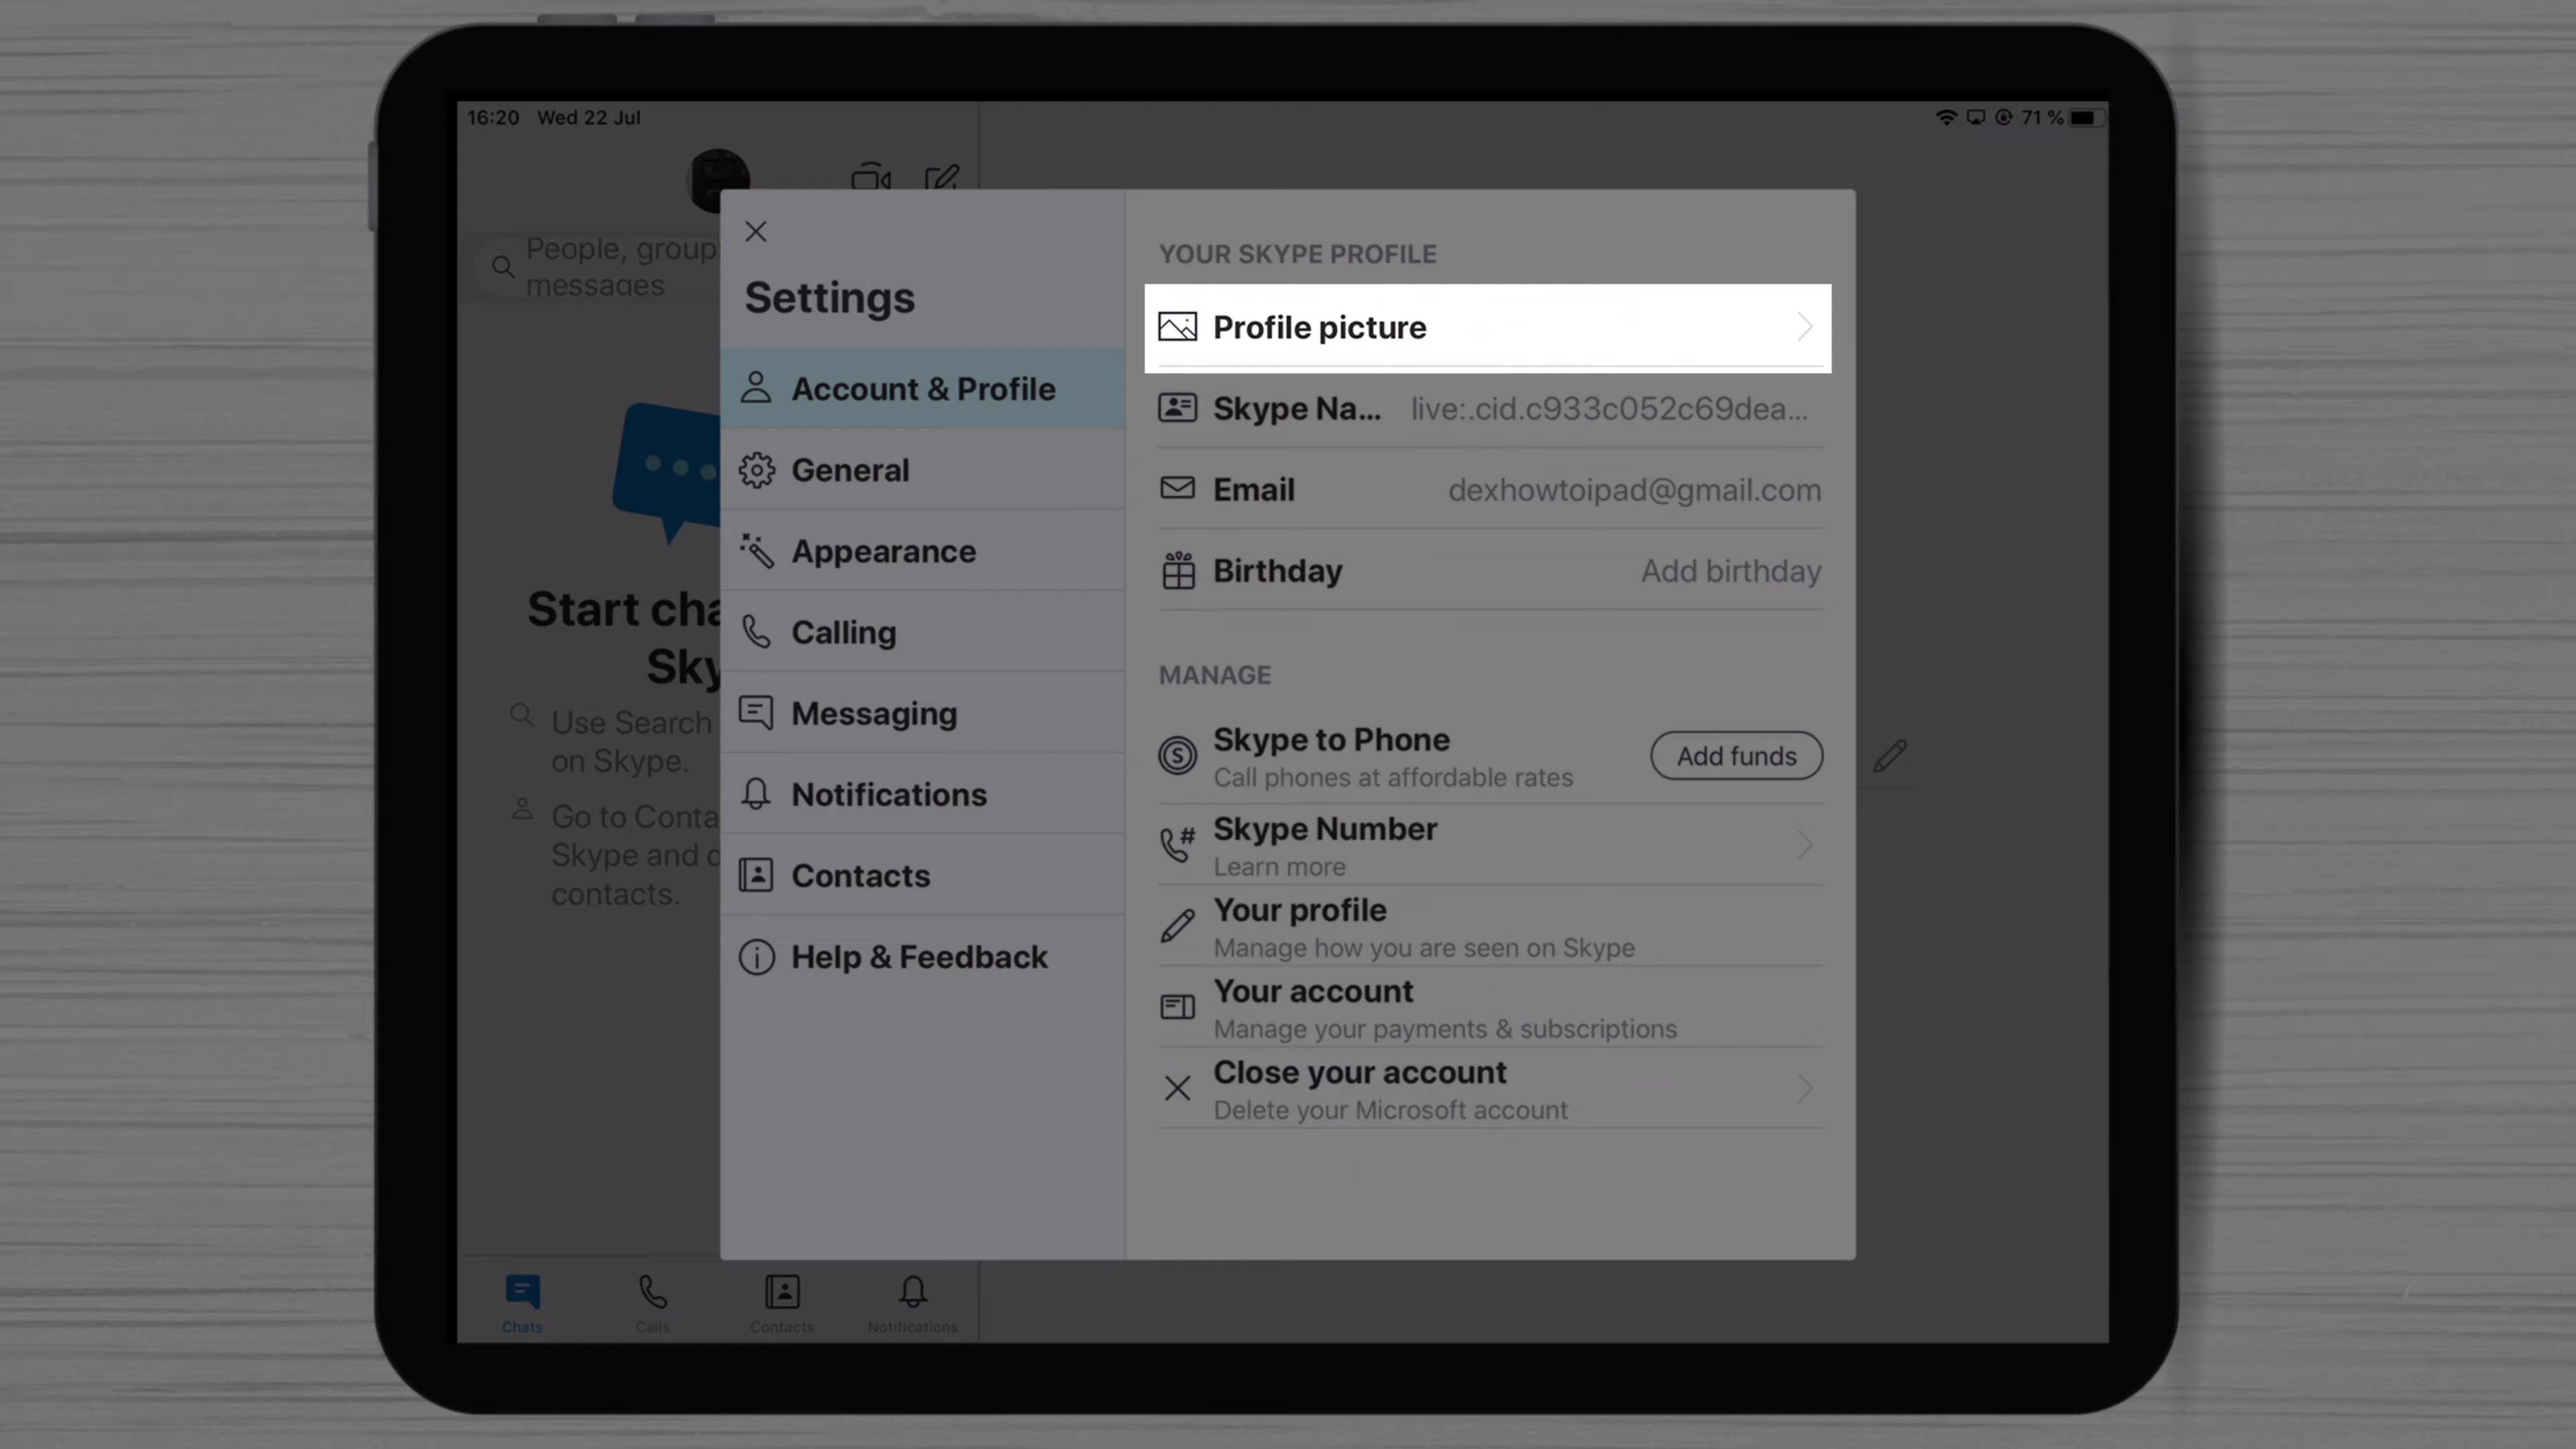 16:20 Wed 22 Jul
71 %
People, group
messages
Start cha
Sky
Use Search
on Skype.
Go to Conta
Skype and c
contacts.
Chats
Calls
Contacts
Notifications
Settings
Account & Profile
General
Appearance
Calling
Messaging
Notifications
Contacts
Help & Feedback
YOUR SKYPE PROFILE
Profile picture
Skype Na... live:.cid.c933c052c69dea...
Email dexhowtoipad@gmail.com
Birthday Add birthday
MANAGE
Skype to Phone
Call phones at affordable rates
Add funds
Skype Number
Learn more
Your profile
Manage how you are seen on Skype
Your account
Manage your payments & subscriptions
Close your account
Delete your Microsoft account